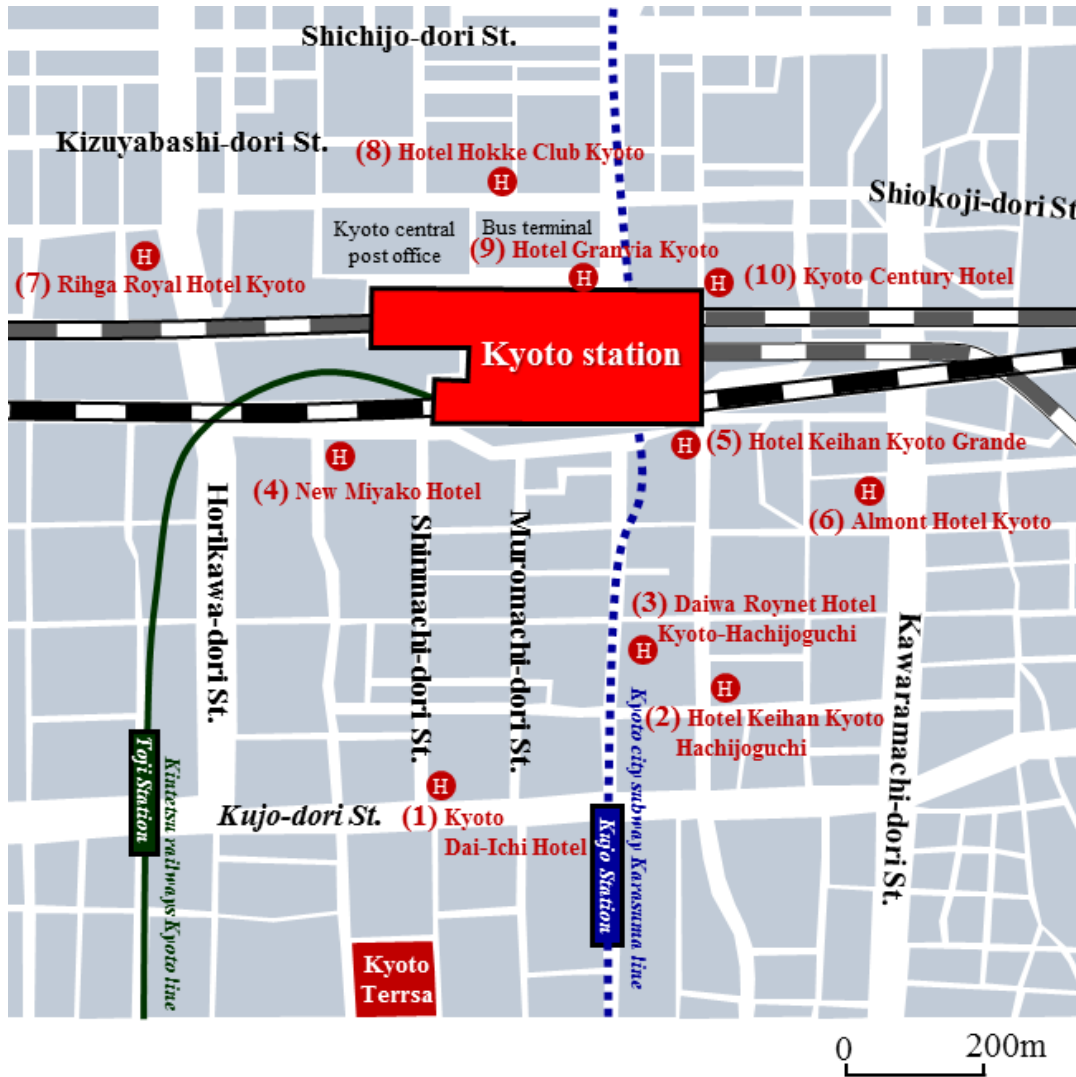 Shichijo-dori St.
Kizuyabashi-dori St.
(8) Hotel Hokke Club Kyoto
H
Shiokoji-dori St
Kyoto central
post office
Bus terminal
(9) Hotel Granyia Kyoto
H
H
(7) Rihga Royal Hotel Kyoto
H
(10) Kyoto Century Hotel
Kyoto station
H
(5) Hotel Keihan Kyoto Grande
H
(4) New Miyako Hotel
H
(6) Almont Hotel Kyoto
Horikawa-dori St.
Shinmachi-dori St.
Muromachi-dori St.
(3) Daiwa Roynet Hotel
Kyoto-Hachijoguchi
H
H
(2) Hotel Keihan Kyoto
Hachijoguchi
Kawaramachi-dori St.
Toji Station
Kintetsu railways Kyoto line
H
Kujo-dori St.
(1) Kyoto
Dai-Ichi Hotel
Kujo Station
Kyoto city subway Karasuma line
Kyoto
Terrsa
0 200m